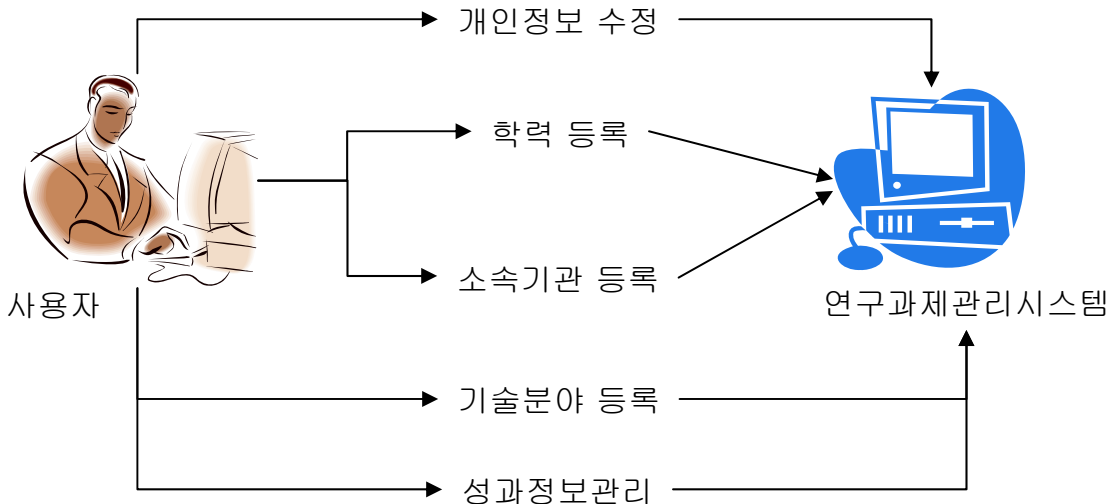 개인정보 수정
학력 등록
소속기관 등록
사용자
연구과제관리시스템
기술분야 등록
성과정보관리